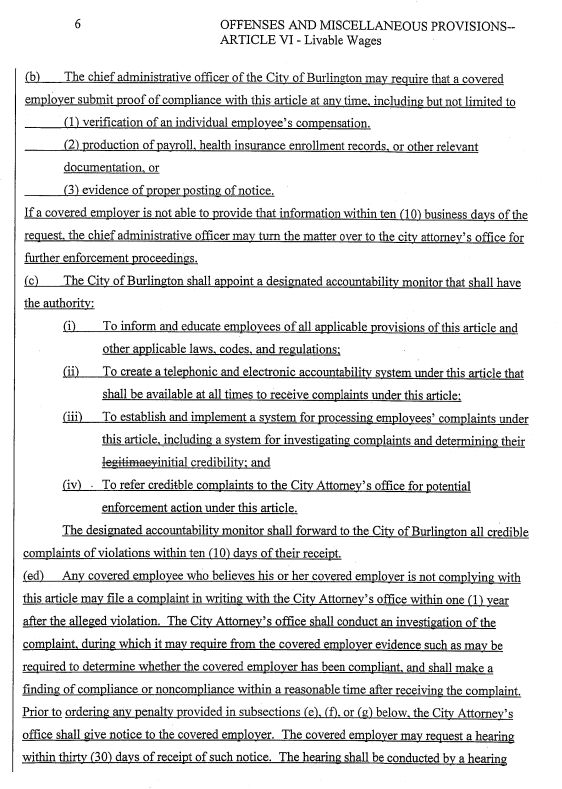 6
OFFENSES AND MISCELLANEOUS PROVISIONS--
ARTICLE VI - Livable Wages
(b) The chief administrative officer of the City of Burlington may require that a covered
employer submit proof of compliance with this article at any time, including but not limited to
(1) verification of an individual employee's compensation,
(2) production of payroll, health insurance enrollment records, or other relevant
documentation, or
(3) evidence of proper posting of notice.
If a covered employer is not able to provide that information within ten (10) business days of the
request, the chief administrative officer may turn the matter over to the city attorney's office for
further enforcement proceedings.
(c) The City of Burlington shall appoint a designated accountability monitor that shall have
the authority:
(i) To inform and educate employees of all applicable provisions of this article and
other applicable laws, codes, and regulations;
(ii) To create a telephonic and electronic accountability system under this article that
shall be available at all times to receive complaints under this article;
(iii) To establish and implement a system for processing employees' complaints under
this article, including a system for investigating complaints and determining their
legitimacyinitial credibility; and
(iv) To refer credible complaints to the City Attorney's office for potential
enforcement action under this article.
The designated accountability monitor shall forward to the City of Burlington all credible
complaints of violations within ten (10) days of their receipt.
(ed) Any covered employee who believes his or her covered employer is not complying with
this article may file a complaint in writing with the City Attorney's office within one (1) year
after the alleged violation. The City Attorney's office shall conduct an investigation of the
complaint, during which it may require from the covered employer evidence such as may be
required to determine whether the covered employer has been compliant, and shall make a
finding of compliance or noncompliance within a reasonable time after receiving the complaint.
Prior to ordering any penalty provided in subsections (e), (f), or (g) below, the City Attorney's
office shall give notice to the covered employer. The covered employer may request a hearing
within thirty (30) days of receipt of such notice. The hearing shall be conducted by a hearing